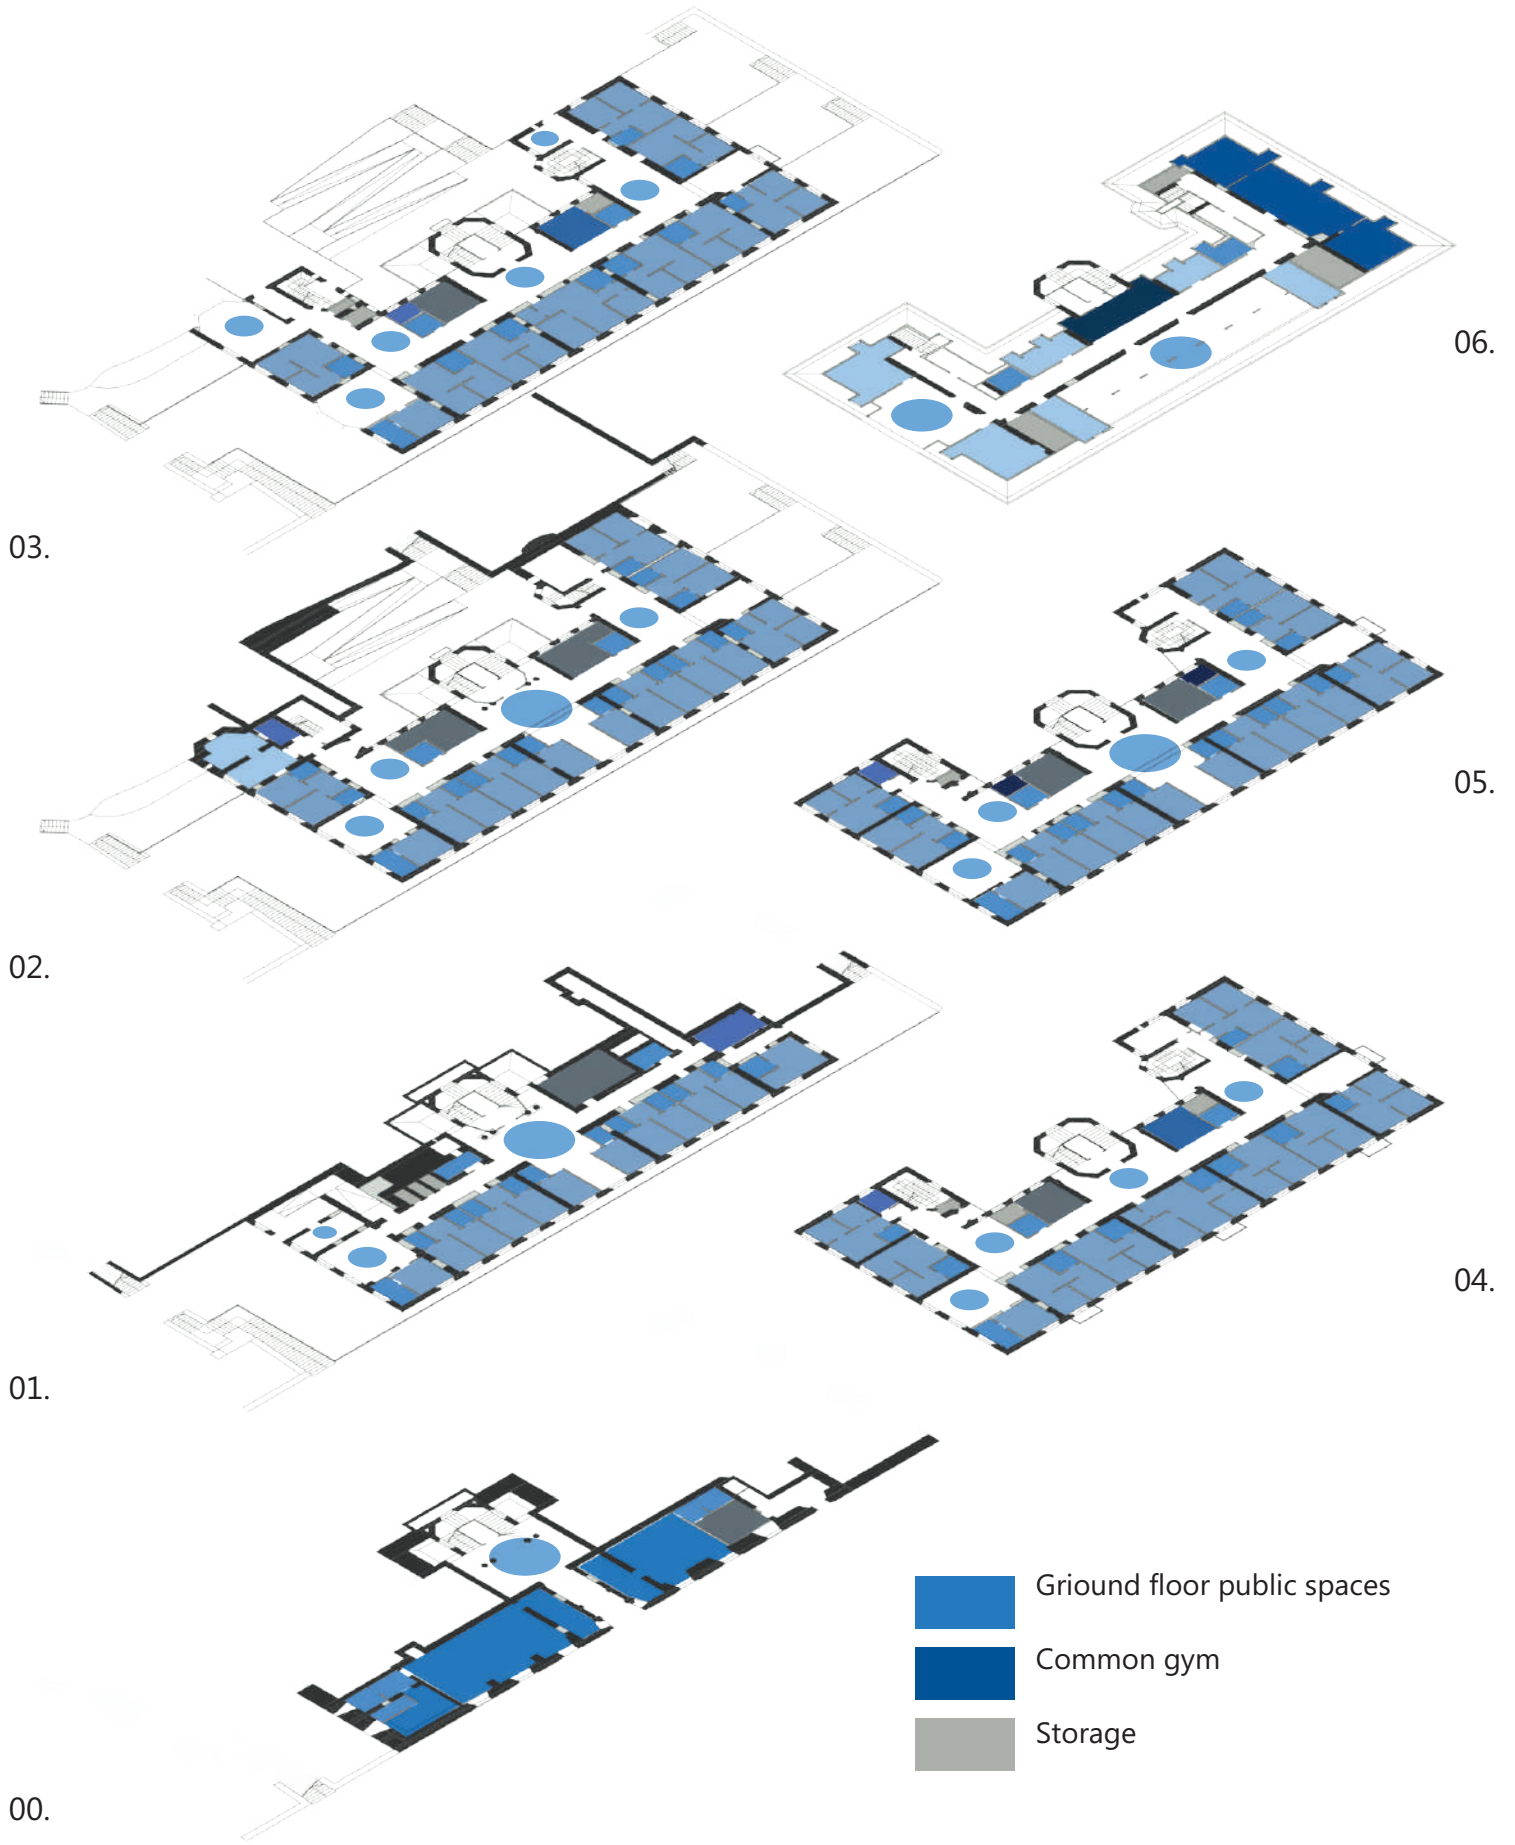 03.
06.
02.
05.
01.
04.
00.
Griound floor public spaces
Common gym
Storage